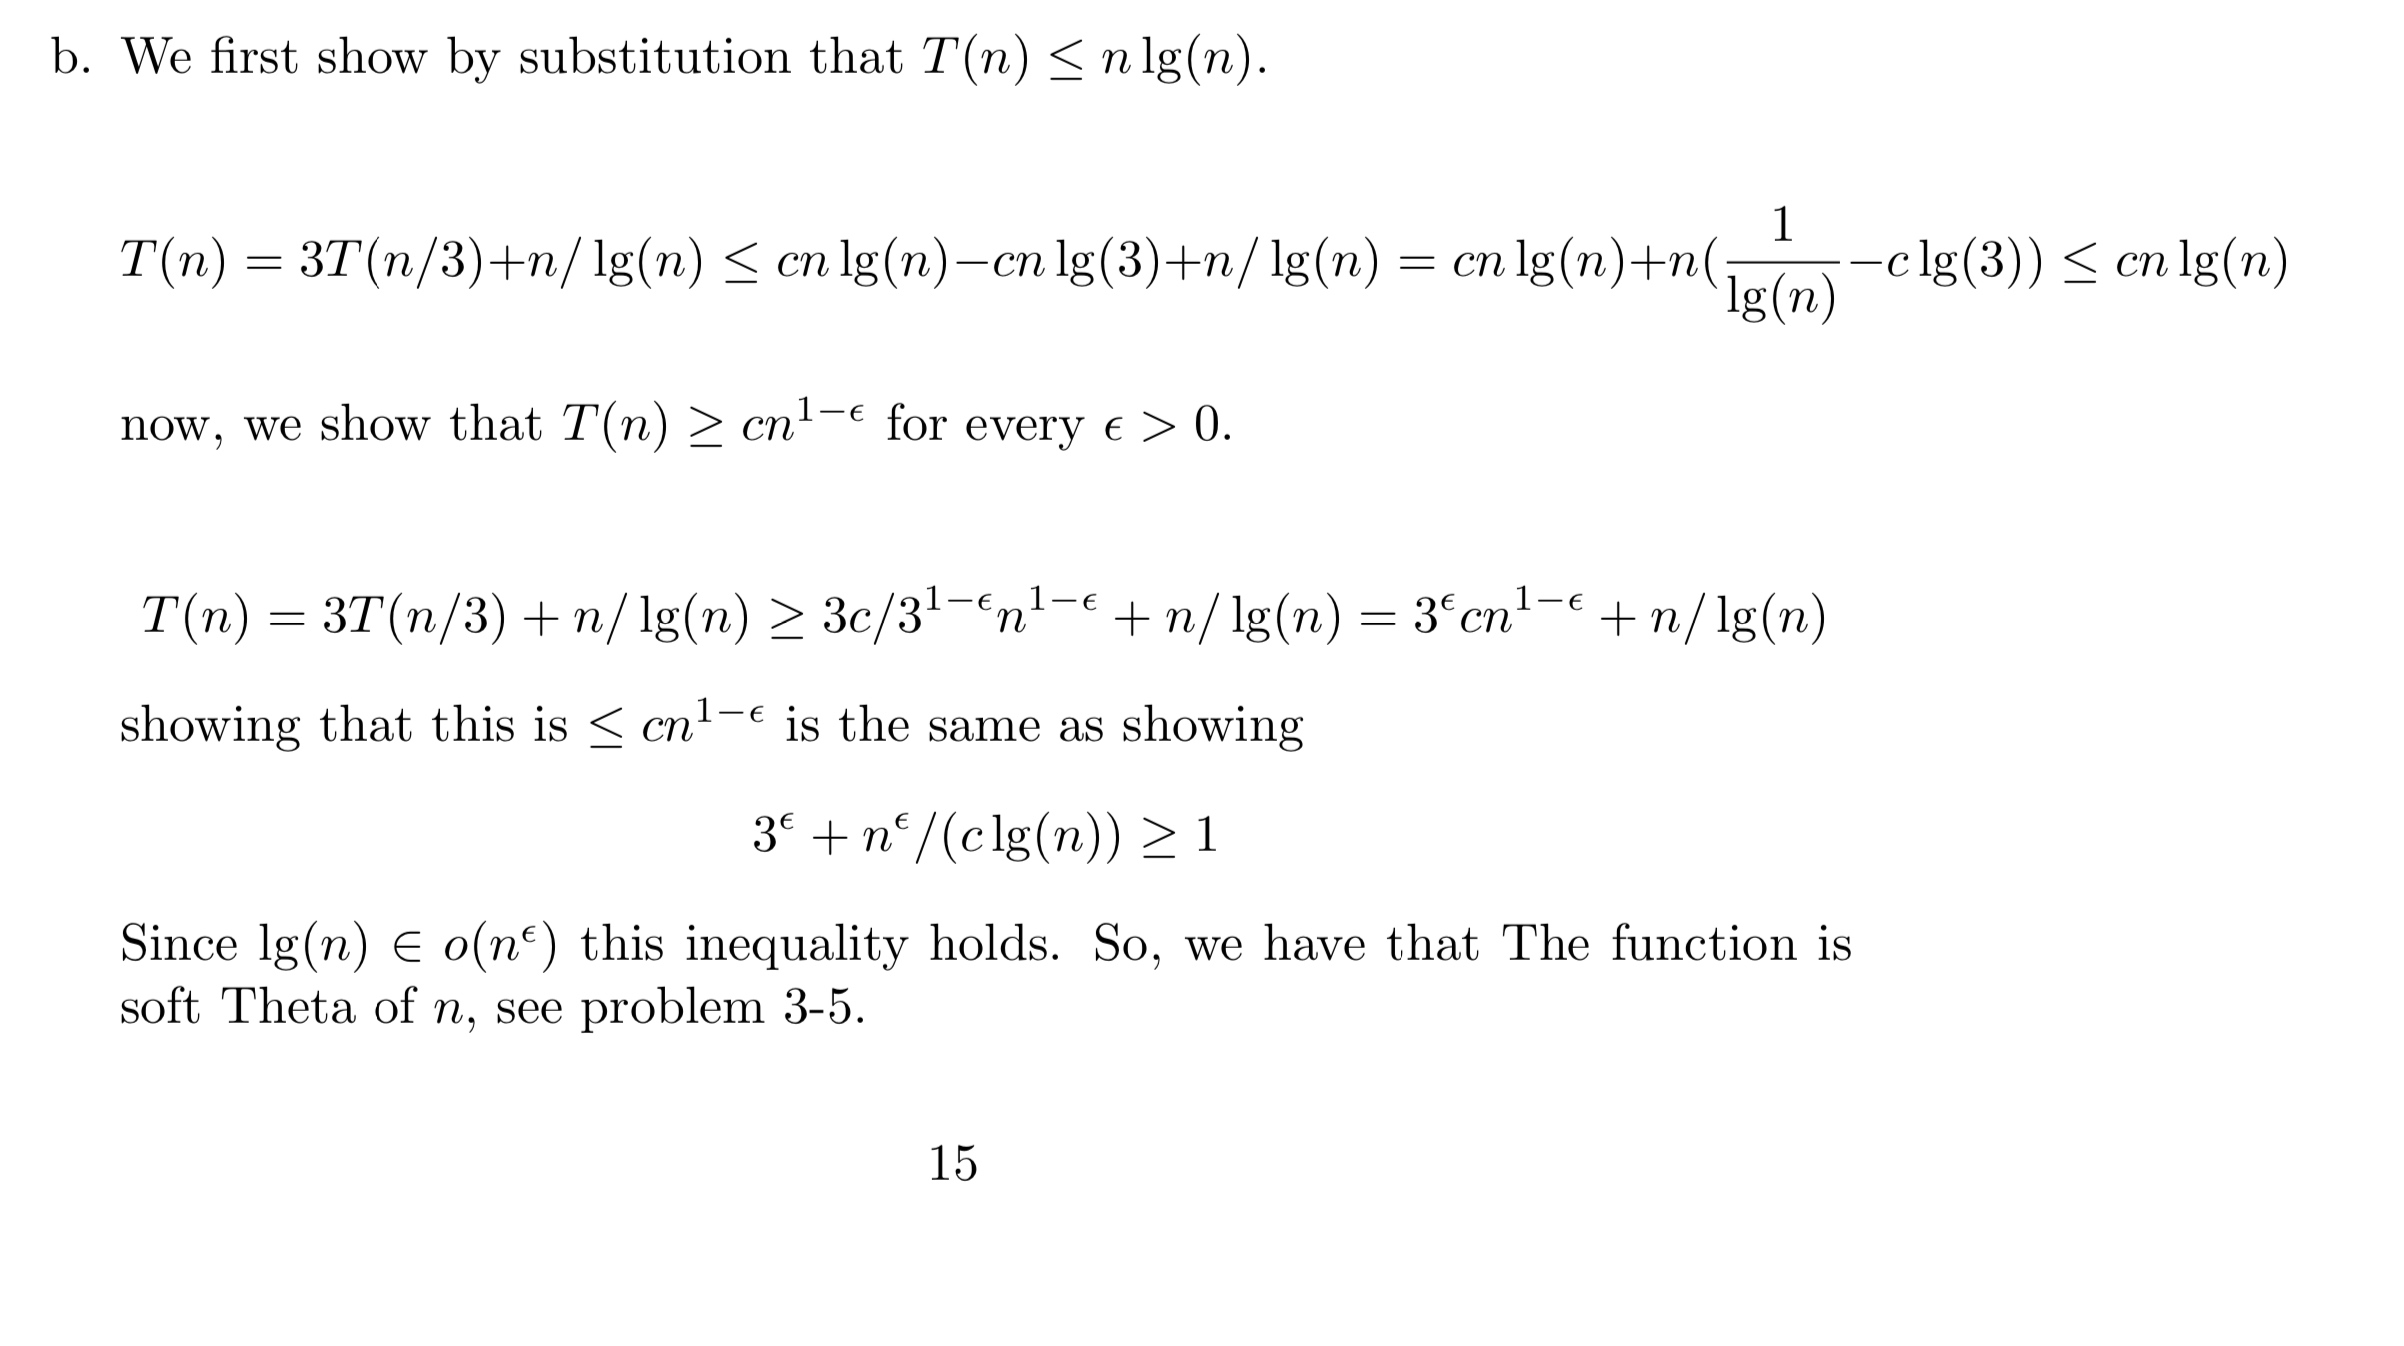 b. We first show by substitution that T(n) ≤ n lg(n).
T(n) = 3T(n/3)+n/ lg(n) ≤ cn lg(n)−cn lg(3)+n/ lg(n) = cn lg(n)+n(\frac{1}{lg(n)}−c lg(3)) ≤ cn lg(n)
now, we show that T(n) ≥ cn^{1−ϵ} for every ϵ > 0.
T(n) = 3T(n/3) + n/ lg(n) ≥ 3c/3^{1−ϵ}n^{1−ϵ} + n/ lg(n) = 3^ϵcn^{1−ϵ} + n/ lg(n)
showing that this is ≤ cn^{1−ϵ} is the same as showing
3^ϵ + n^ϵ/(c lg(n)) ≥ 1
Since lg(n) ∈ o(n^ϵ) this inequality holds. So, we have that The function is
soft Theta of n, see problem 3-5.
15